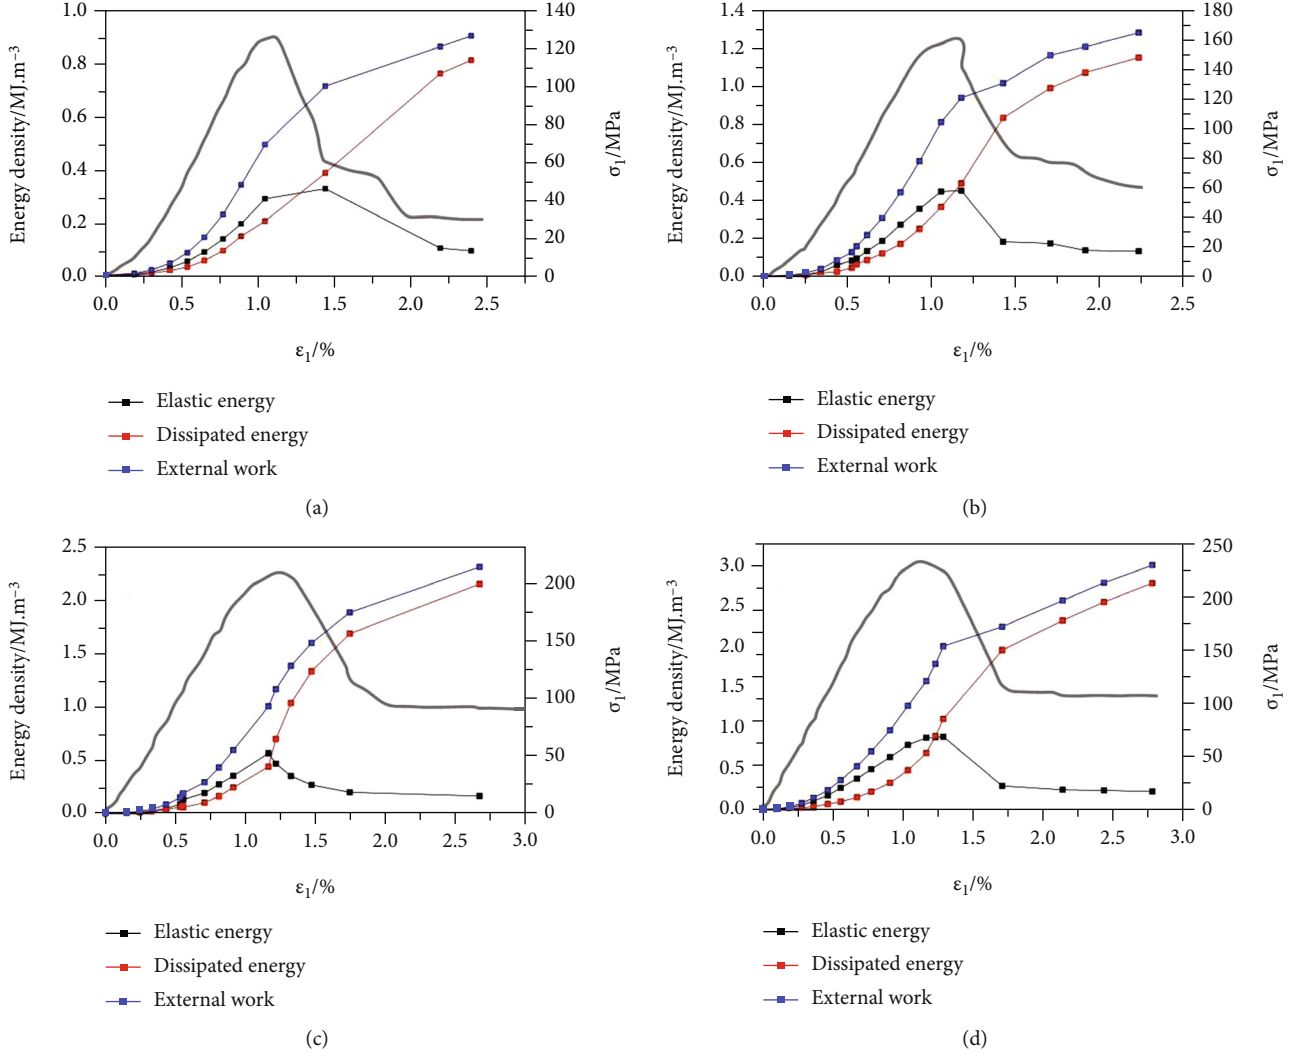 1.0
0.8
0.6
0.4
0.2
0.0
Energy density/MJ.m⁻³
140
120
100
80
60
40
20
0
σ₁/MPa
0.0 0.5 1.0 1.5 2.0 2.5
ε₁/%
Elastic energy
Dissipated energy
External work
(a)
1.4
1.2
1.0
0.8
0.6
0.4
0.2
0.0
Energy density/MJ.m⁻³
180
160
140
120
100
80
60
40
20
0
σ₁/MPa
0.0 0.5 1.0 1.5 2.0 2.5
ε₁/%
Elastic energy
Dissipated energy
External work
(b)
2.5
2.0
1.5
1.0
0.5
0.0
Energy density/MJ.m⁻³
200
150
100
50
0
σ₁/MPa
0.0 0.5 1.0 1.5 2.0 2.5 3.0
ε₁/%
Elastic energy
Dissipated energy
External work
(c)
3.0
2.5
2.0
1.5
1.0
0.5
0.0
Energy density/MJ.m⁻³
250
200
150
100
50
0
σ₁/MPa
0.0 0.5 1.0 1.5 2.0 2.5 3.0
ε₁/%
Elastic energy
Dissipated energy
External work
(d)